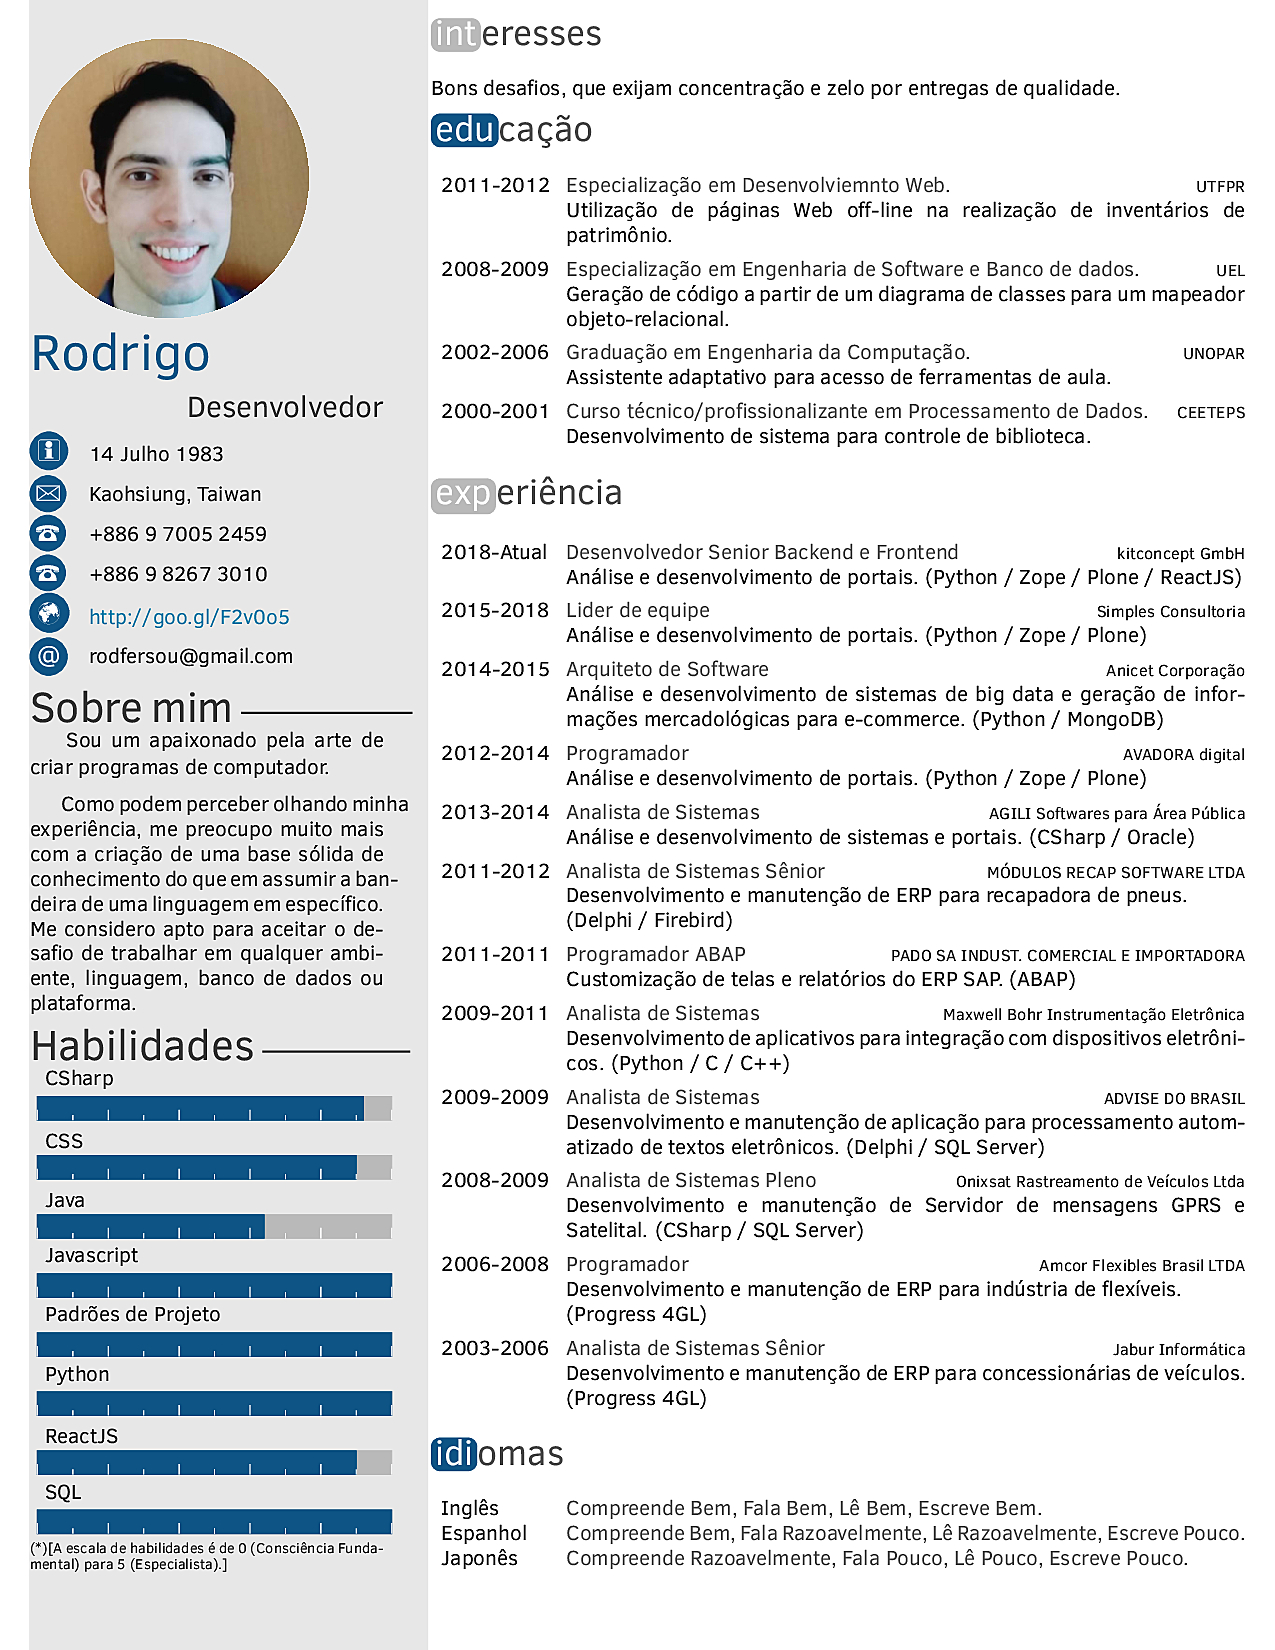 Rodrigo
Desenvolvedor
14 Julho 1983
Kaohsiung, Taiwan
+886 9 7005 2459
+886 9 8267 3010
http://goo.gl/F2v0o5
@ rodfersou@gmail.com
Sobre mim
Sou um apaixonado pela arte de
criar programas de computador.
Como podem perceber olhando minha
experiência, me preocupo muito mais
com a criação de uma base sólida de
conhecimento do que em assumir a ban-
deira de uma linguagem em específico.
Me considero apto para aceitar o de-
safio de trabalhar em qualquer ambi-
ente, linguagem, banco de dados ou
plataforma.
Habilidades
CSharp
CSS
Java
Javascript
Padrões de Projeto
Python
ReactJS
SQL
(*)[A escala de habilidades é de 0 (Consciência Funda-
mental) para 5 (Especialista).]
interesses
Bons desafios, que exijam concentração e zelo por entregas de qualidade.
educação
2011-2012 Especialização em Desenvolviemnto Web. UTFPR
Utilização de páginas Web off-line na realização de inventários de
patrimônio.
2008-2009 Especialização em Engenharia de Software e Banco de dados. UEL
Geração de código a partir de um diagrama de classes para um mapeador
objeto-relacional.
2002-2006 Graduação em Engenharia da Computação. UNOPAR
Assistente adaptativo para acesso de ferramentas de aula.
2000-2001 Curso técnico/profissionalizante em Processamento de Dados. CEETEPS
Desenvolvimento de sistema para controle de biblioteca.
experiência
2018-Atual Desenvolvedor Senior Backend e Frontend kitconcept GmbH
Análise e desenvolvimento de portais. (Python / Zope / Plone / ReactJS)
2015-2018 Lider de equipe Simples Consultoria
Análise e desenvolvimento de portais. (Python / Zope / Plone)
2014-2015 Arquiteto de Software Anicet Corporação
Análise e desenvolvimento de sistemas de big data e geração de infor-
mações mercadológicas para e-commerce. (Python / MongoDB)
2012-2014 Programador AVADORA digital
Análise e desenvolvimento de portais. (Python / Zope / Plone)
2013-2014 Analista de Sistemas AGILI Softwares para Área Pública
Análise e desenvolvimento de sistemas e portais. (CSharp / Oracle)
2011-2012 Analista de Sistemas Sênior MÓDULOS RECAP SOFTWARE LTDA
Desenvolvimento e manutenção de ERP para recapadora de pneus.
(Delphi / Firebird)
2011-2011 Programador ABAP PADO SA INDUST. COMERCIAL E IMPORTADORA
Customização de telas e relatórios do ERP SAP. (ABAP)
2009-2011 Analista de Sistemas Maxwell Bohr Instrumentação Eletrônica
Desenvolvimento de aplicativos para integração com dispositivos eletrôni-
cos. (Python / C / C++)
2009-2009 Analista de Sistemas ADVISE DO BRASIL
Desenvolvimento e manutenção de aplicação para processamento autom-
atizado de textos eletrônicos. (Delphi / SQL Server)
2008-2009 Analista de Sistemas Pleno Onixsat Rastreamento de Veículos Ltda
Desenvolvimento e manutenção de Servidor de mensagens GPRS e
Satelital. (CSharp / SQL Server)
2006-2008 Programador Amcor Flexibles Brasil LTDA
Desenvolvimento e manutenção de ERP para indústria de flexíveis.
(Progress 4GL)
2003-2006 Analista de Sistemas Sênior Jabur Informática
Desenvolvimento e manutenção de ERP para concessionárias de veículos.
(Progress 4GL)
idiomas
Inglês Compreende Bem, Fala Bem, Lê Bem, Escreve Bem.
Espanhol Compreende Bem, Fala Razoavelmente, Lê Razoavelmente, Escreve Pouco.
Japonês Compreende Razoavelmente, Fala Pouco, Lê Pouco, Escreve Pouco.